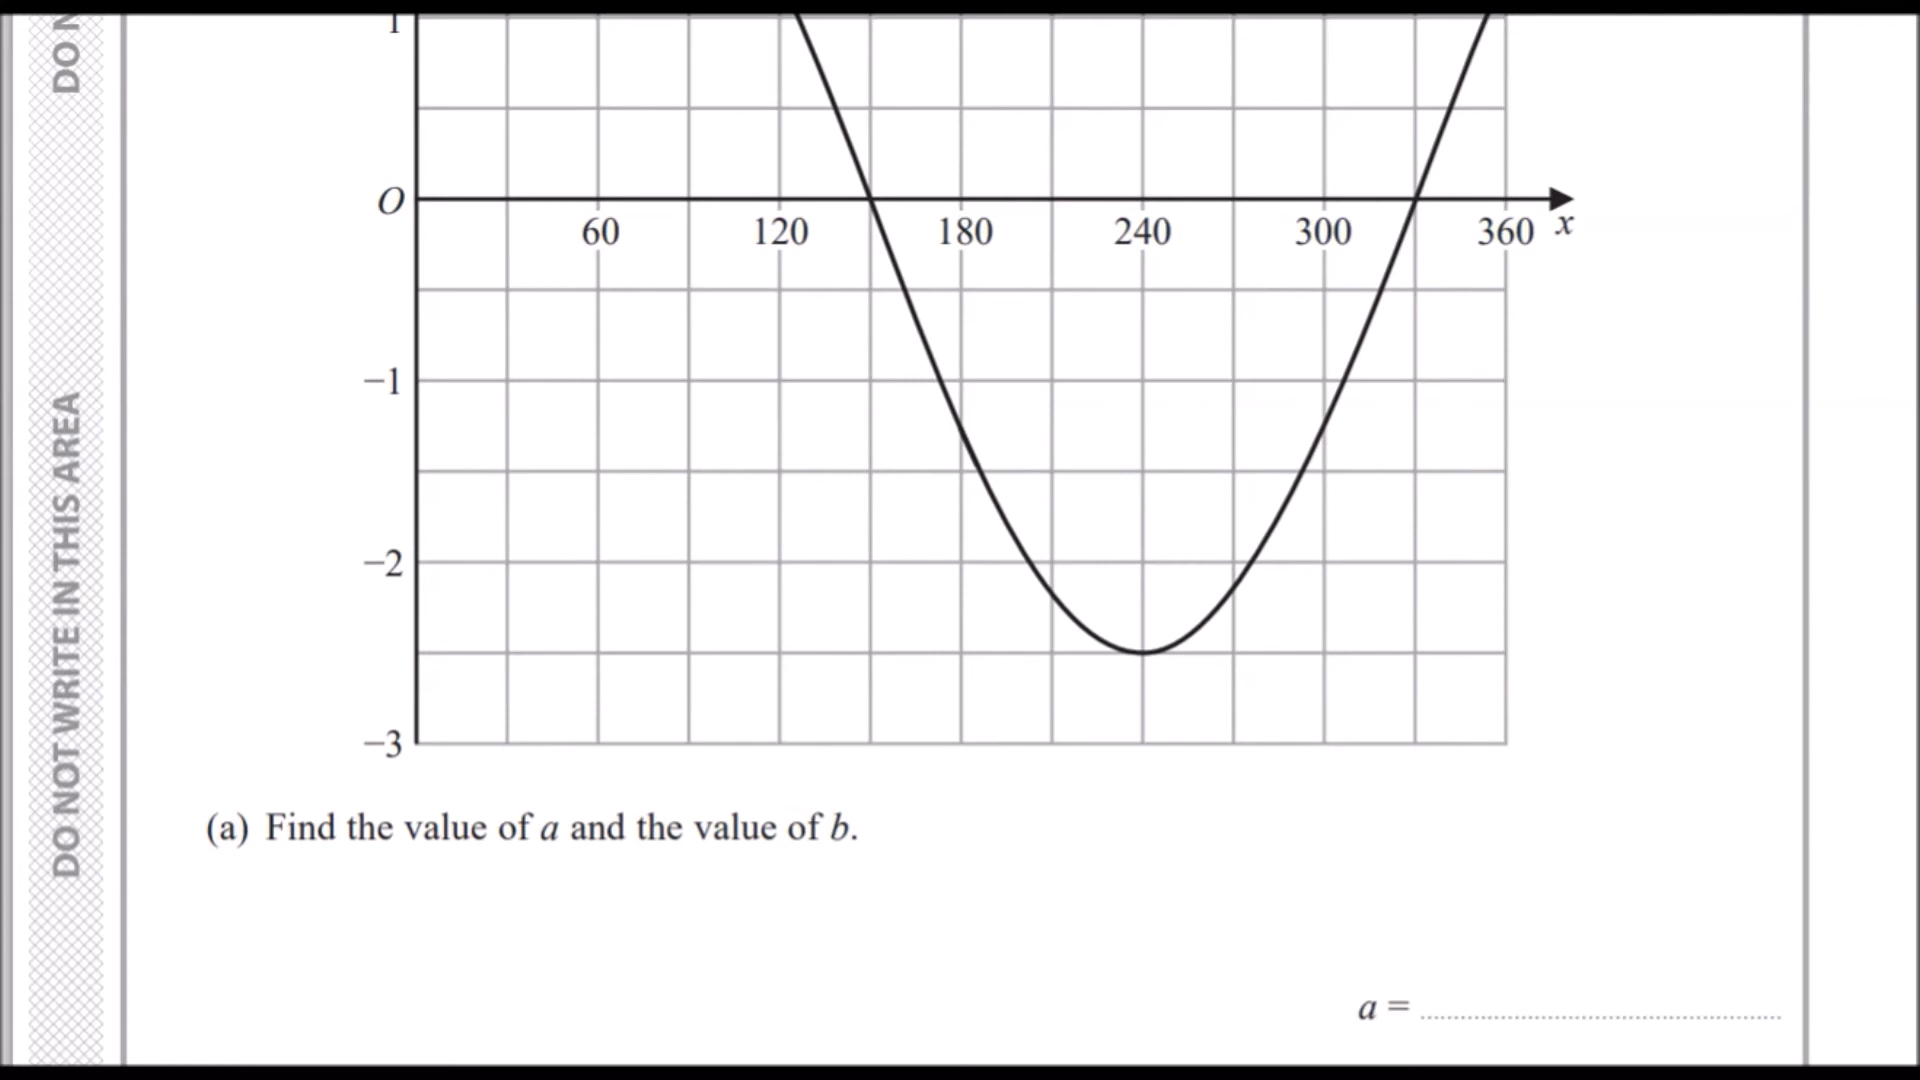 DO N
DO NOT WRITE IN THIS AREA
1
O
60 120 180 240 300 360 x
−1
−2
−3
(a) Find the value of a and the value of b.
a = ............................................